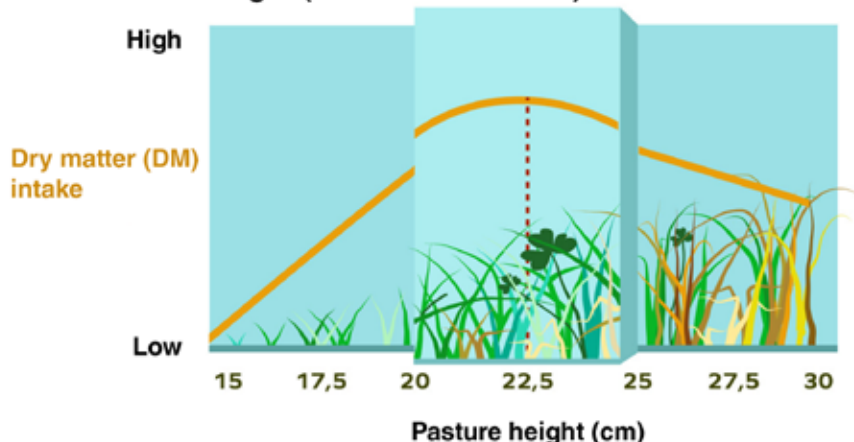 High
Dry matter (DM)
intake
Low
15 17,5 20 22,5 25 27,5 30
Pasture height (cm)